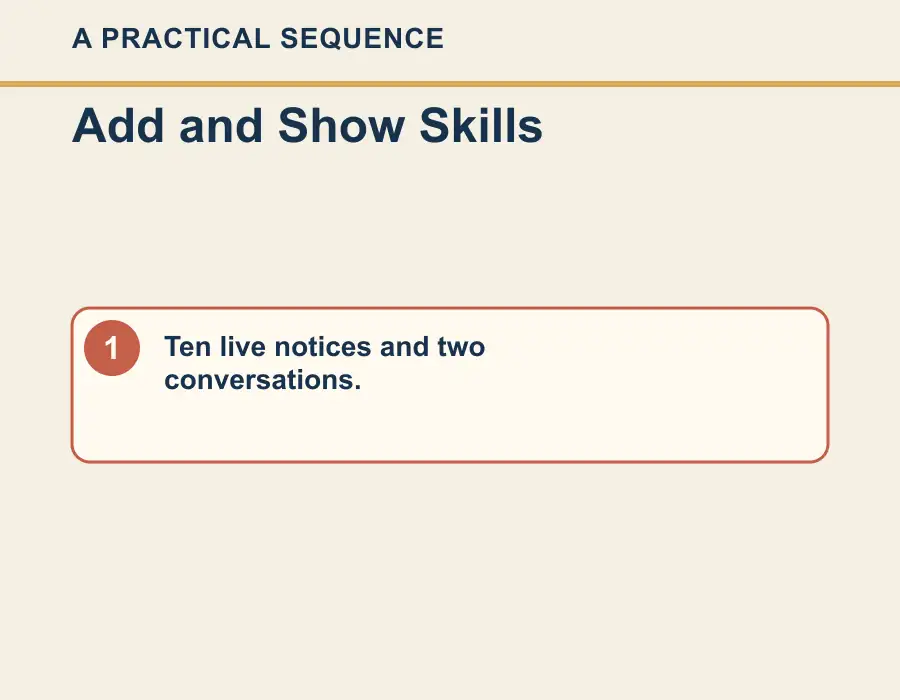 A PRACTICAL SEQUENCE
Add and Show Skills
1
Ten live notices and two
conversations.